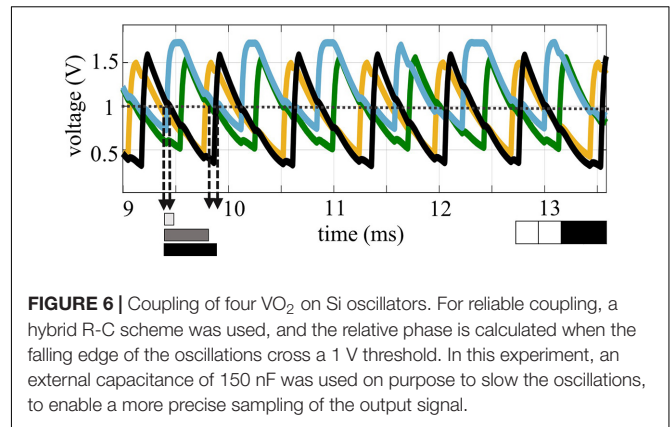 voltage (V)
1.5
1
0.5
9 10 11 12 13
time (ms)
FIGURE 6 | Coupling of four VO₂ on Si oscillators. For reliable coupling, a
hybrid R-C scheme was used, and the relative phase is calculated when the
falling edge of the oscillations cross a 1 V threshold. In this experiment, an
external capacitance of 150 nF was used on purpose to slow the oscillations,
to enable a more precise sampling of the output signal.